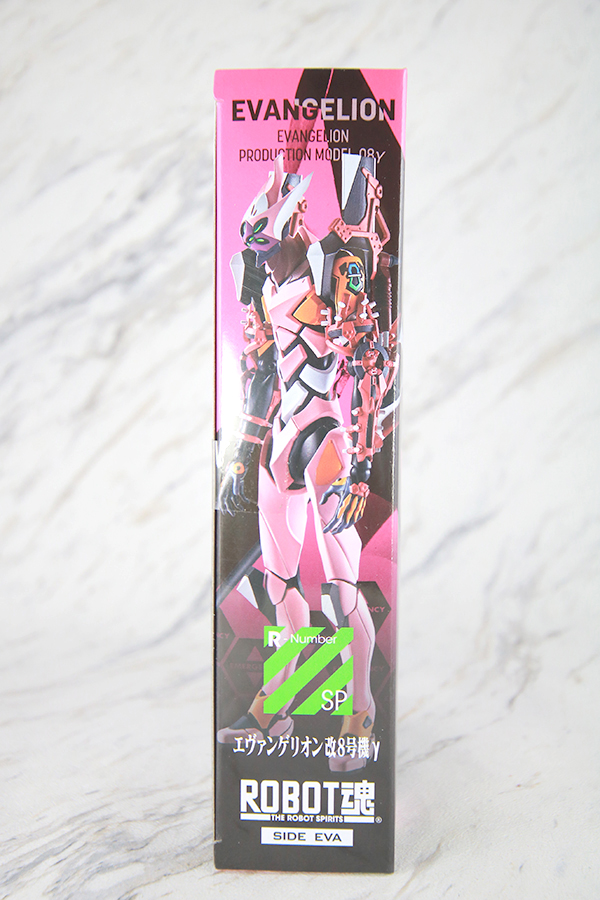 EVANGELION
EVANGELION
PRODUCTION MODEL-08γ
R-Number
SP
エヴァンゲリオン改8号機γ
ROBOT魂
THE ROBOT SPIRITS ®
SIDE EVA